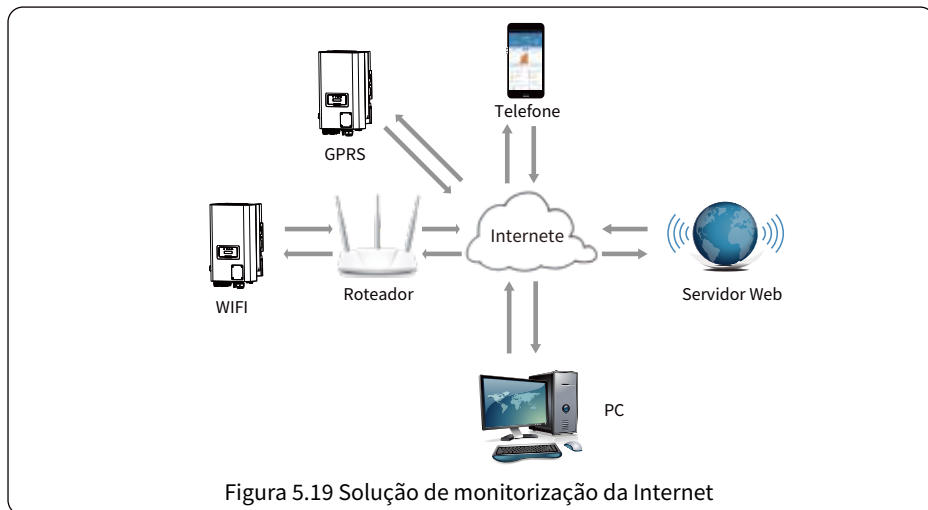 Telefone
GPRS
Internete
WIFI
Roteador
Servidor Web
PC
Figura 5.19 Solução de monitorização da Internet